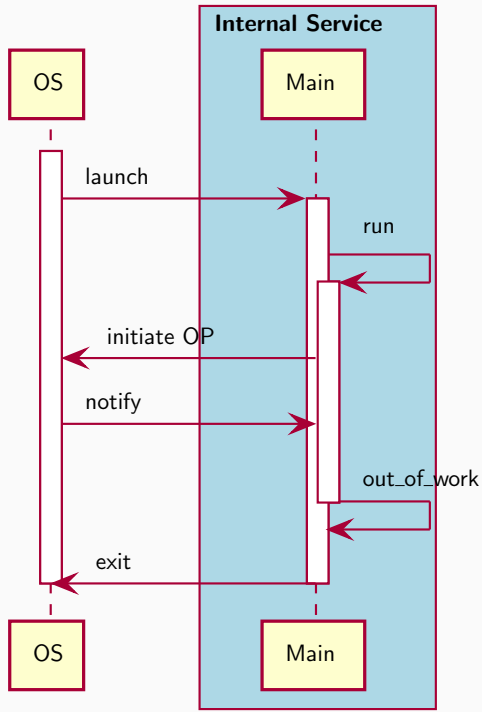 Internal Service
OS
Main
launch
run
initiate OP
notify
out_of_work
exit
OS
Main